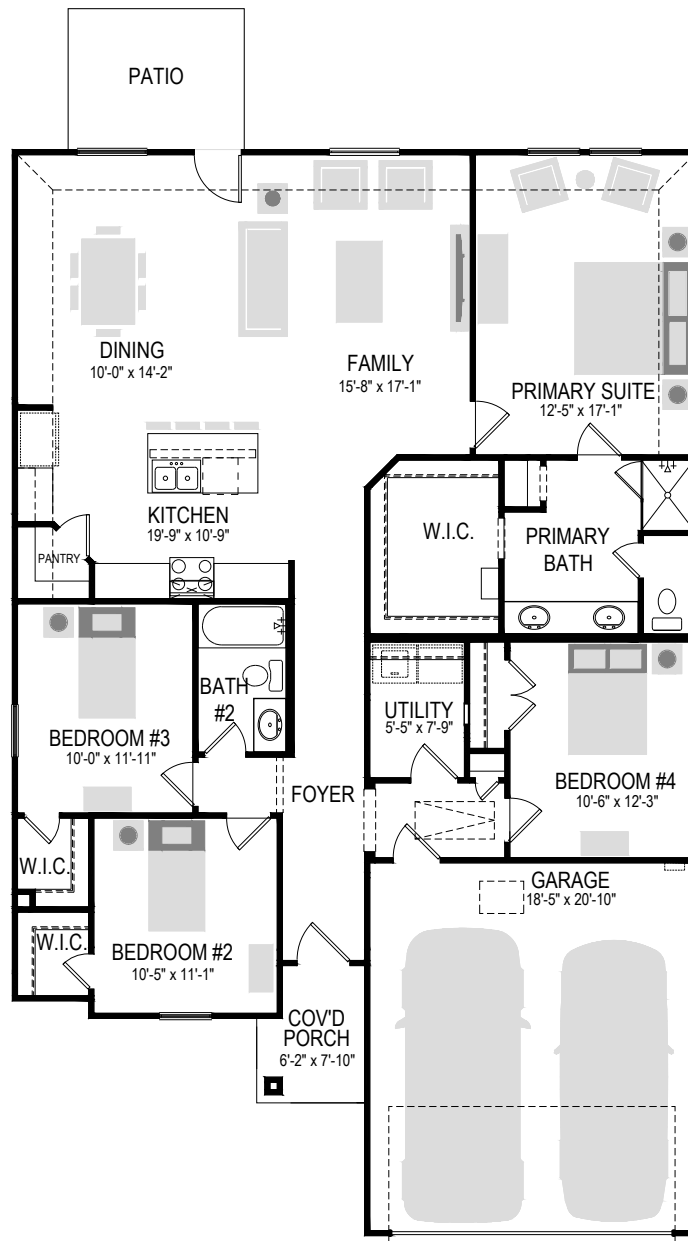 PATIO
DINING
10'-0" x 14'-2"
FAMILY
15'-8" x 17'-1"
PRIMARY SUITE
12'-5" x 17'-1"
KITCHEN
19'-9" x 10'-9"
PANTRY
W.I.C.
PRIMARY
BATH
BATH
#2
UTILITY
5'-5" x 7'-9"
BEDROOM #3
10'-0" x 11'-11"
FOYER
BEDROOM #4
10'-6" x 12'-3"
W.I.C.
GARAGE
18'-5" x 20'-10"
W.I.C.
BEDROOM #2
10'-5" x 11'-1"
COV'D
PORCH
6'-2" x 7'-10"